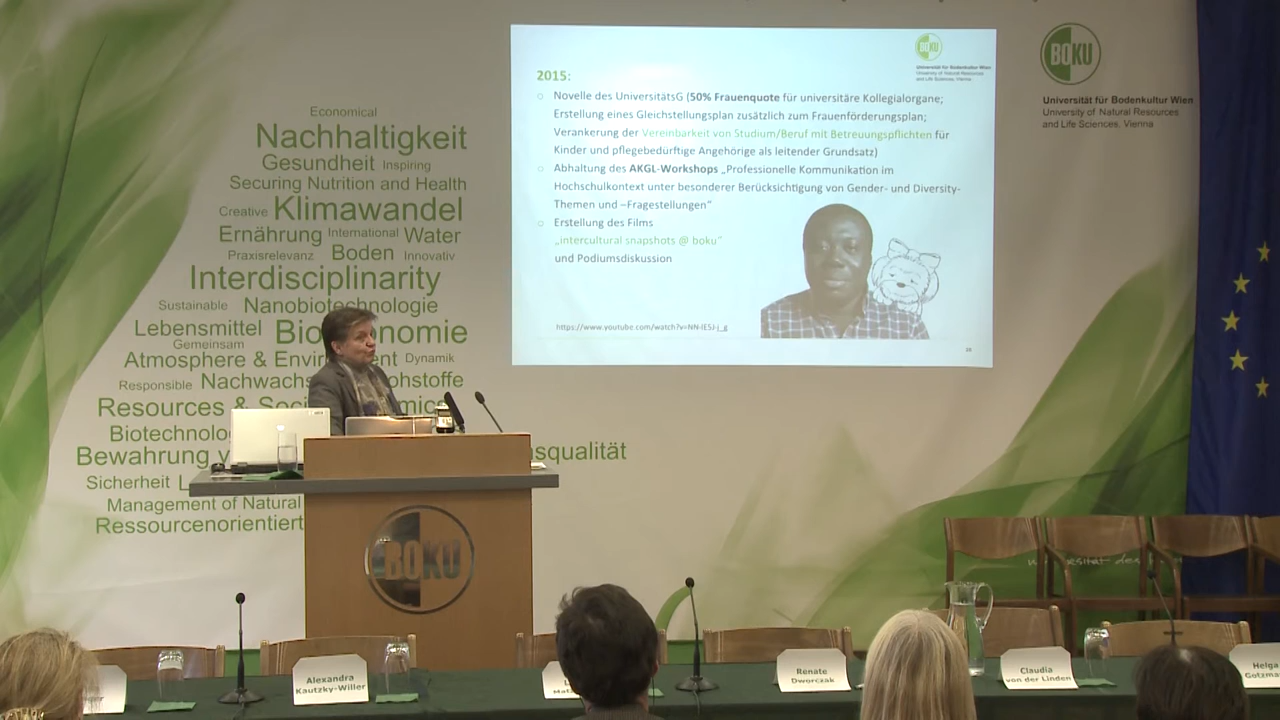 BOKU
Universität für Bodenkultur Wien
University of Natural Resources
and Life Sciences, Vienna
2015:
Novelle des UniversitätsG (50% Frauenquote für universitäre Kollegialorgane;
Erstellung eines Gleichstellungsplan zusätzlich zum Frauenförderungsplan;
Verankerung der Vereinbarkeit von Studium/Beruf mit Betreuungspflichten für
Kinder und pflegebedürftige Angehörige als leitender Grundsatz)
Abhaltung des AKGL-Workshops „Professionelle Kommunikation im
Hochschulkontext unter besonderer Berücksichtigung von Gender- und Diversity-
Themen und –Fragestellungen“
Erstellung des Films
„intercultural snapshots @ boku“
und Podiumsdiskussion
BOKU
Universität für Bodenkultur Wien
University of Natural Resources
and Life Sciences, Vienna
Economical
Nachhaltigkeit
Gesundheit Inspiring
Securing Nutrition and Health
Creative Klimawandel
Ernährung International Water
Praxisrelevanz Boden Innovativ
Interdisciplinarity
Sustainable Nanobiotechnologie
Lebensmittel
Gemeinsam
Atmosphere & Dynamik
Responsible
Resources &
Bewahrung
Sicherheit
Management of Natural
Ressourcenorientiert
BOKU
Alexandra
Kautzky-Willer
Renate
Dworczak
Claudia
von der Linden
Helga